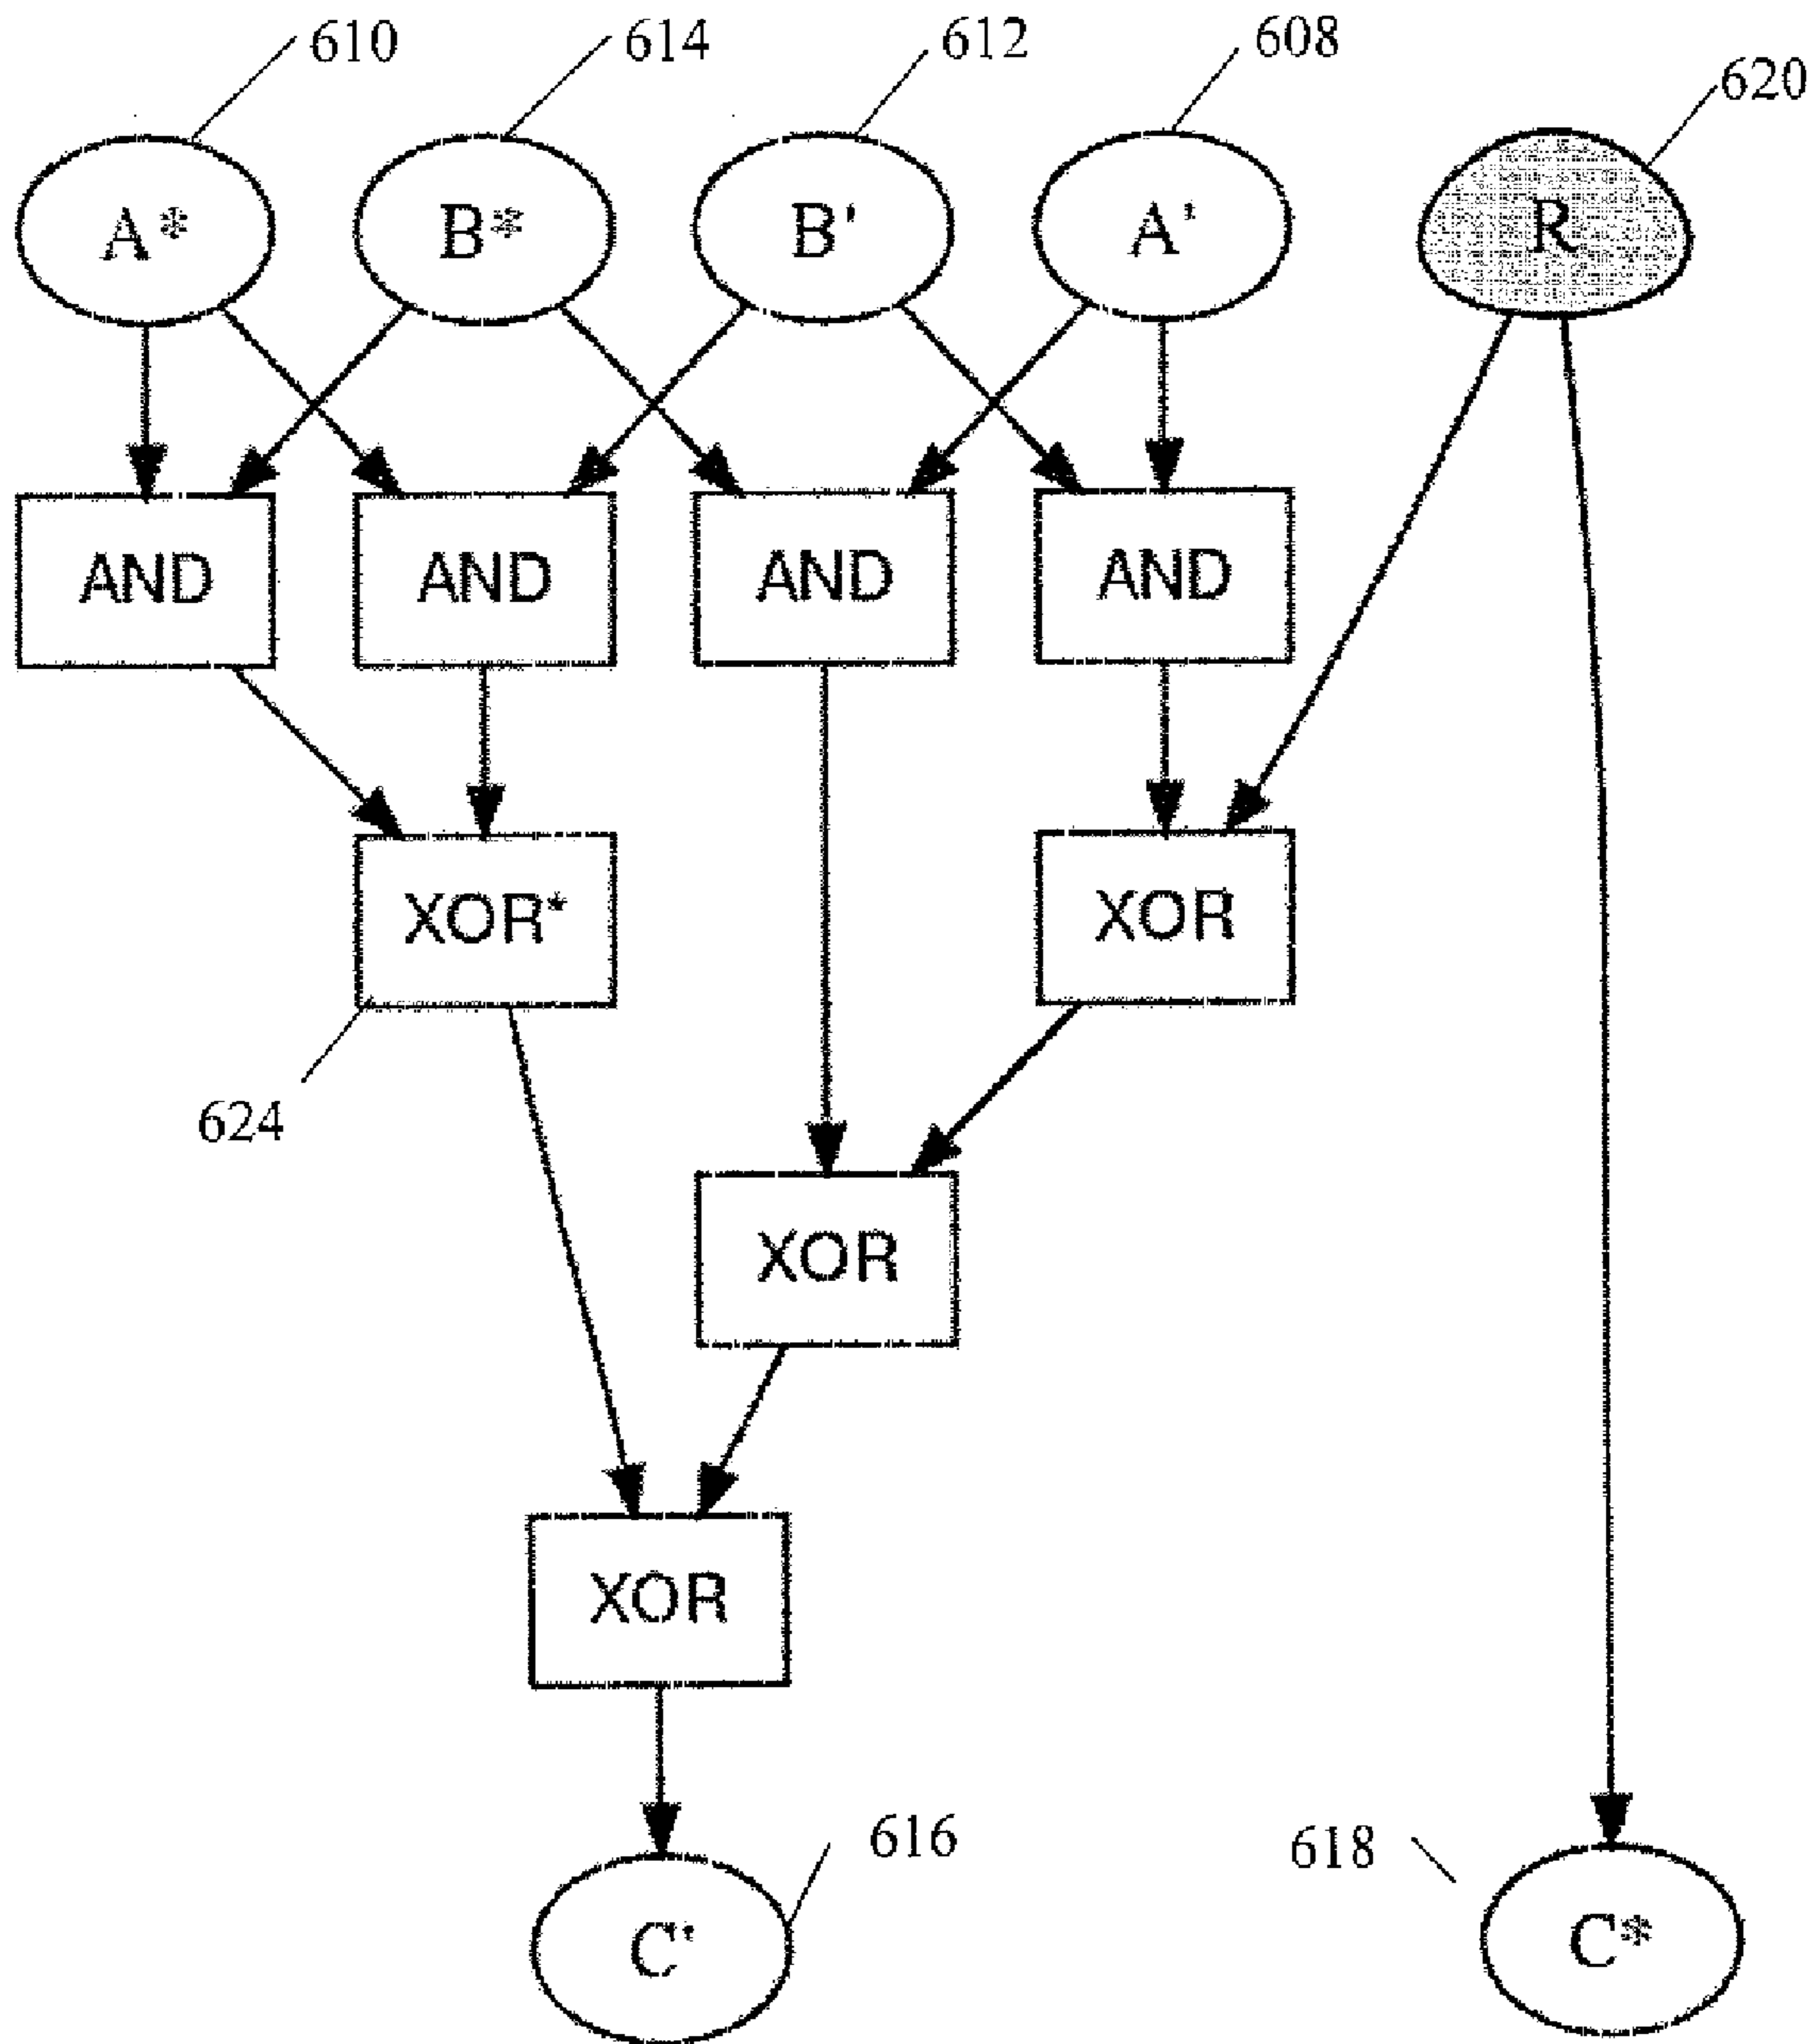 610
614
612
608
620
A*
B*
B'
A'
R
AND
AND
AND
AND
XOR*
XOR
624
XOR
XOR
616
618
C'
C*